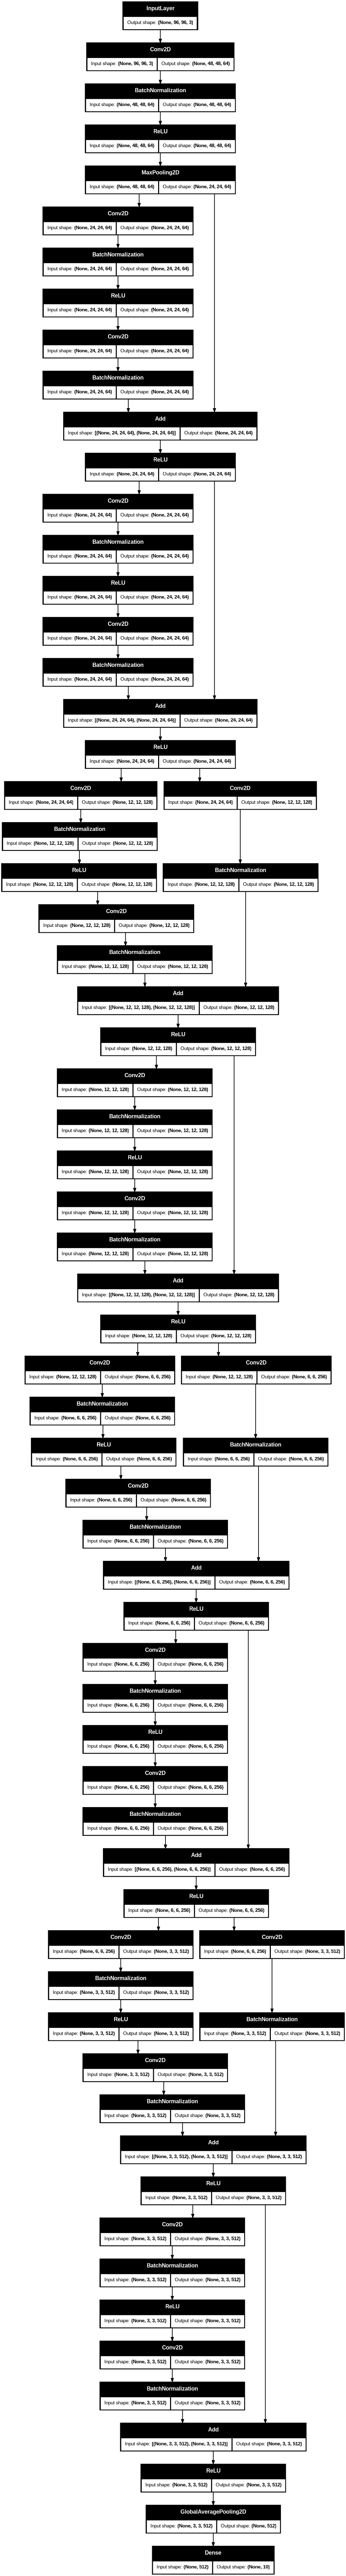 InputLayer
Output shape: (None, 96, 96, 3)
Conv2D
Input shape: (None, 96, 96, 3) Output shape: (None, 48, 48, 64)
BatchNormalization
Input shape: (None, 48, 48, 64) Output shape: (None, 48, 48, 64)
ReLU
Input shape: (None, 48, 48, 64) Output shape: (None, 48, 48, 64)
MaxPooling2D
Input shape: (None, 48, 48, 64) Output shape: (None, 24, 24, 64)
Conv2D
Input shape: (None, 24, 24, 64) Output shape: (None, 24, 24, 64)
BatchNormalization
Input shape: (None, 24, 24, 64) Output shape: (None, 24, 24, 64)
ReLU
Input shape: (None, 24, 24, 64) Output shape: (None, 24, 24, 64)
Conv2D
Input shape: (None, 24, 24, 64) Output shape: (None, 24, 24, 64)
BatchNormalization
Input shape: (None, 24, 24, 64) Output shape: (None, 24, 24, 64)
Add
Input shape: [(None, 24, 24, 64), (None, 24, 24, 64)] Output shape: (None, 24, 24, 64)
ReLU
Input shape: (None, 24, 24, 64) Output shape: (None, 24, 24, 64)
Conv2D
Input shape: (None, 24, 24, 64) Output shape: (None, 24, 24, 64)
BatchNormalization
Input shape: (None, 24, 24, 64) Output shape: (None, 24, 24, 64)
ReLU
Input shape: (None, 24, 24, 64) Output shape: (None, 24, 24, 64)
Conv2D
Input shape: (None, 24, 24, 64) Output shape: (None, 24, 24, 64)
BatchNormalization
Input shape: (None, 24, 24, 64) Output shape: (None, 24, 24, 64)
Add
Input shape: [(None, 24, 24, 64), (None, 24, 24, 64)] Output shape: (None, 24, 24, 64)
ReLU
Input shape: (None, 24, 24, 64) Output shape: (None, 24, 24, 64)
Conv2D Conv2D
Input shape: (None, 24, 24, 64) Output shape: (None, 12, 12, 128) Input shape: (None, 24, 24, 64) Output shape: (None, 12, 12, 128)
BatchNormalization
Input shape: (None, 12, 12, 128) Output shape: (None, 12, 12, 128)
ReLU BatchNormalization
Input shape: (None, 12, 12, 128) Output shape: (None, 12, 12, 128) Input shape: (None, 12, 12, 128) Output shape: (None, 12, 12, 128)
Conv2D
Input shape: (None, 12, 12, 128) Output shape: (None, 12, 12, 128)
BatchNormalization
Input shape: (None, 12, 12, 128) Output shape: (None, 12, 12, 128)
Add
Input shape: [(None, 12, 12, 128), (None, 12, 12, 128)] Output shape: (None, 12, 12, 128)
ReLU
Input shape: (None, 12, 12, 128) Output shape: (None, 12, 12, 128)
Conv2D
Input shape: (None, 12, 12, 128) Output shape: (None, 12, 12, 128)
BatchNormalization
Input shape: (None, 12, 12, 128) Output shape: (None, 12, 12, 128)
ReLU
Input shape: (None, 12, 12, 128) Output shape: (None, 12, 12, 128)
Conv2D
Input shape: (None, 12, 12, 128) Output shape: (None, 12, 12, 128)
BatchNormalization
Input shape: (None, 12, 12, 128) Output shape: (None, 12, 12, 128)
Add
Input shape: [(None, 12, 12, 128), (None, 12, 12, 128)] Output shape: (None, 12, 12, 128)
ReLU
Input shape: (None, 12, 12, 128) Output shape: (None, 12, 12, 128)
Conv2D Conv2D
Input shape: (None, 12, 12, 128) Output shape: (None, 6, 6, 256) Input shape: (None, 12, 12, 128) Output shape: (None, 6, 6, 256)
BatchNormalization
Input shape: (None, 6, 6, 256) Output shape: (None, 6, 6, 256)
ReLU BatchNormalization
Input shape: (None, 6, 6, 256) Output shape: (None, 6, 6, 256) Input shape: (None, 6, 6, 256) Output shape: (None, 6, 6, 256)
Conv2D
Input shape: (None, 6, 6, 256) Output shape: (None, 6, 6, 256)
BatchNormalization
Input shape: (None, 6, 6, 256) Output shape: (None, 6, 6, 256)
Add
Input shape: [(None, 6, 6, 256), (None, 6, 6, 256)] Output shape: (None, 6, 6, 256)
ReLU
Input shape: (None, 6, 6, 256) Output shape: (None, 6, 6, 256)
Conv2D
Input shape: (None, 6, 6, 256) Output shape: (None, 6, 6, 256)
BatchNormalization
Input shape: (None, 6, 6, 256) Output shape: (None, 6, 6, 256)
ReLU
Input shape: (None, 6, 6, 256) Output shape: (None, 6, 6, 256)
Conv2D
Input shape: (None, 6, 6, 256) Output shape: (None, 6, 6, 256)
BatchNormalization
Input shape: (None, 6, 6, 256) Output shape: (None, 6, 6, 256)
Add
Input shape: [(None, 6, 6, 256), (None, 6, 6, 256)] Output shape: (None, 6, 6, 256)
ReLU
Input shape: (None, 6, 6, 256) Output shape: (None, 6, 6, 256)
Conv2D Conv2D
Input shape: (None, 6, 6, 256) Output shape: (None, 3, 3, 512) Input shape: (None, 6, 6, 256) Output shape: (None, 3, 3, 512)
BatchNormalization
Input shape: (None, 3, 3, 512) Output shape: (None, 3, 3, 512)
ReLU BatchNormalization
Input shape: (None, 3, 3, 512) Output shape: (None, 3, 3, 512) Input shape: (None, 3, 3, 512) Output shape: (None, 3, 3, 512)
Conv2D
Input shape: (None, 3, 3, 512) Output shape: (None, 3, 3, 512)
BatchNormalization
Input shape: (None, 3, 3, 512) Output shape: (None, 3, 3, 512)
Add
Input shape: [(None, 3, 3, 512), (None, 3, 3, 512)] Output shape: (None, 3, 3, 512)
ReLU
Input shape: (None, 3, 3, 512) Output shape: (None, 3, 3, 512)
Conv2D
Input shape: (None, 3, 3, 512) Output shape: (None, 3, 3, 512)
BatchNormalization
Input shape: (None, 3, 3, 512) Output shape: (None, 3, 3, 512)
ReLU
Input shape: (None, 3, 3, 512) Output shape: (None, 3, 3, 512)
Conv2D
Input shape: (None, 3, 3, 512) Output shape: (None, 3, 3, 512)
BatchNormalization
Input shape: (None, 3, 3, 512) Output shape: (None, 3, 3, 512)
Add
Input shape: [(None, 3, 3, 512), (None, 3, 3, 512)] Output shape: (None, 3, 3, 512)
ReLU
Input shape: (None, 3, 3, 512) Output shape: (None, 3, 3, 512)
GlobalAveragePooling2D
Input shape: (None, 3, 3, 512) Output shape: (None, 512)
Dense
Input shape: (None, 512) Output shape: (None, 10)